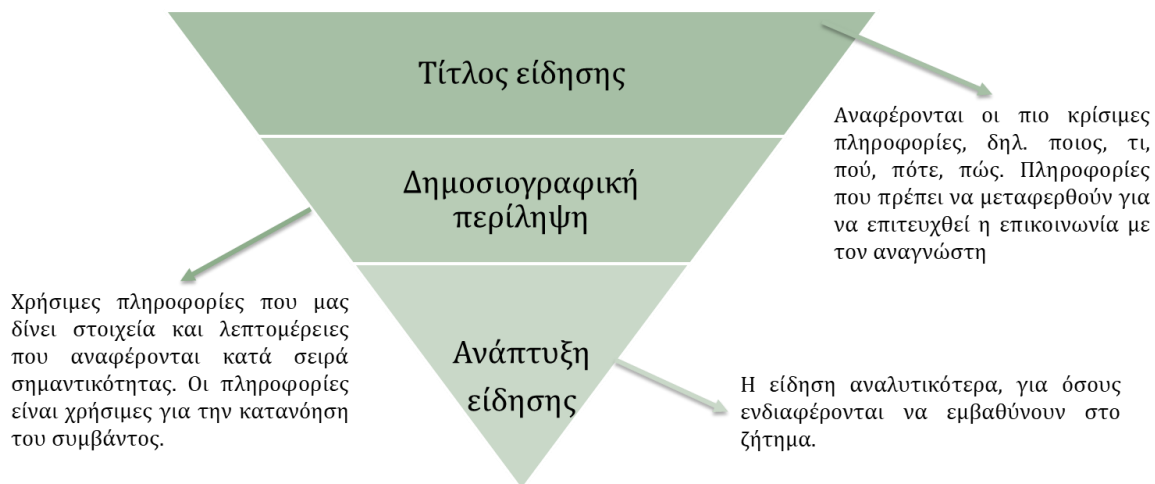 Τίτλος είδησης
Αναφέρονται οι πιο κρίσιμες
πληροφορίες, δηλ. ποιος, τι,
πού, πότε, πώς. Πληροφορίες
που πρέπει να μεταφερθούν για
να επιτευχθεί η επικοινωνία με
τον αναγνώστη
Δημοσιογραφική
περίληψη
Χρήσιμες πληροφορίες που μας
δίνει στοιχεία και λεπτομέρειες
που αναφέρονται κατά σειρά
σημαντικότητας. Οι πληροφορίες
είναι χρήσιμες για την κατανόηση
του συμβάντος.
Ανάπτυξη
είδησης
Η είδηση αναλυτικότερα, για όσους
ενδιαφέρονται να εμβαθύνουν στο
ζήτημα.